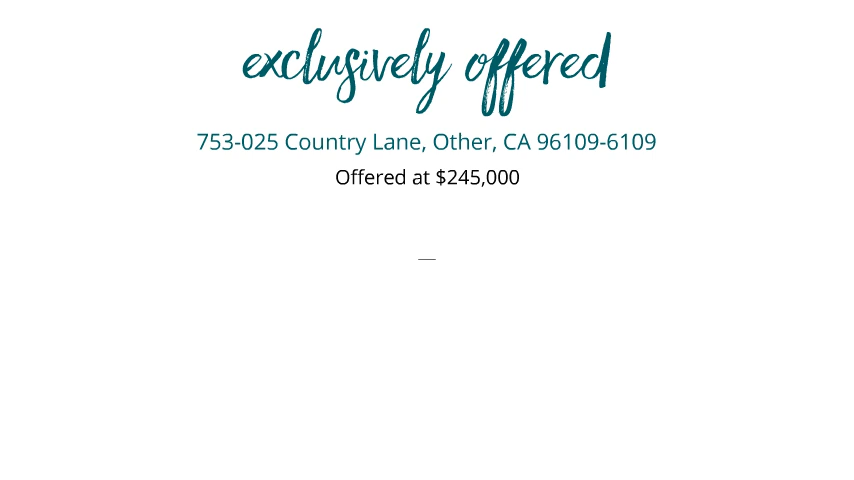 exclusively offered
753-025 Country Lane, Other, CA 96109-6109
Offered at $245,000